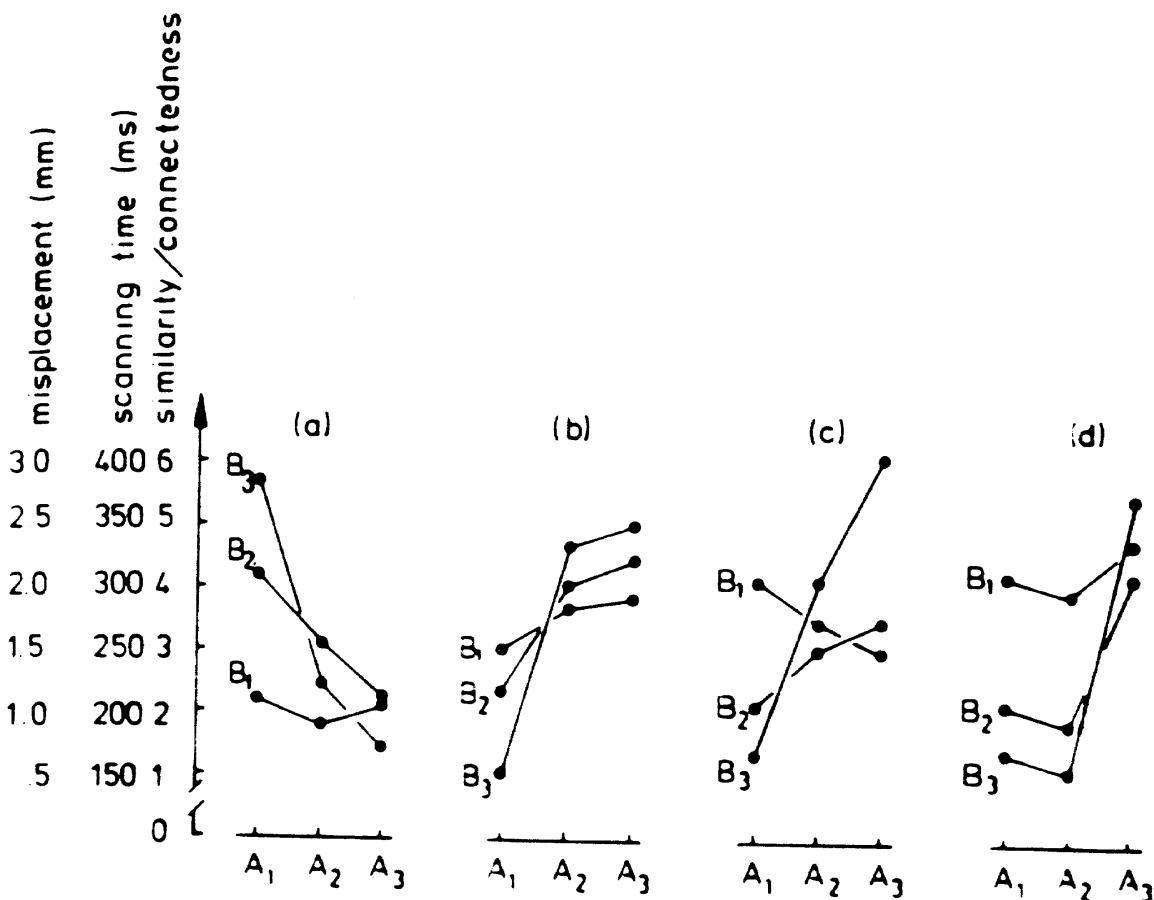 misplacement (mm)
scanning time (ms)
similarity/connectedness
(a) (b) (c) (d)
3 0 400 6
2 5 350 5
2 0 300 4
1 5 250 3
1 0 200 2
5 150 1
0
B3
B2
B1
B1
B2
B3
B1
B2
B3
B1
B2
B3
A1 A2 A3
A1 A2 A3
A1 A2 A3
A1 A2 A3